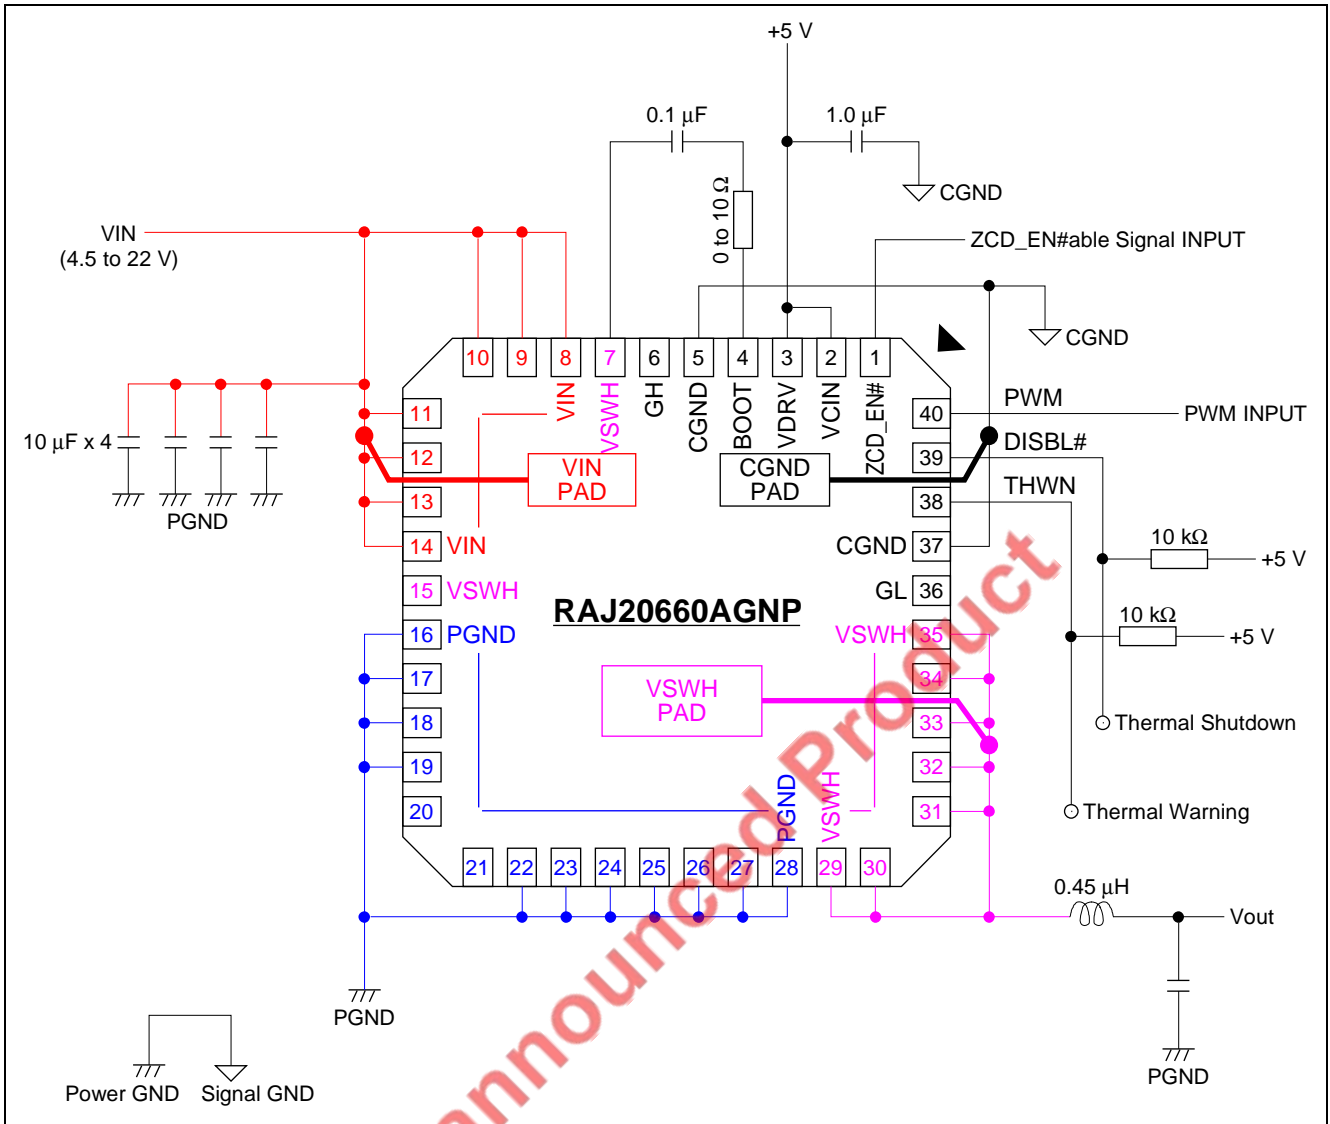 +5 V
0.1 μF
1.0 μF
CGND
0 to 10 Ω
VIN
(4.5 to 22 V)
ZCD_EN#able Signal INPUT
CGND
10 9 8 7 6 5 4 3 2 1
VIN
VSWH
GH
CGND
BOOT
VDRV
VCIN
ZCD_EN#
10 μF x 4
PGND
11
12
13
14 VIN
15 VSWH
16 PGND
17
18
19
20
VIN
PAD
CGND
PAD
PWM
40
PWM INPUT
DISBL#
39
THWN
38
CGND 37
GL 36
VSWH 35
34
33
32
31
10 kΩ
+5 V
10 kΩ
+5 V
RAJ20660AGNP
VSWH
PAD
Thermal Shutdown
Thermal Warning
PGND
VSWH
21 22 23 24 25 26 27 28 29 30
0.45 μH
Vout
PGND
PGND
Power GND
Signal GND
announced Product